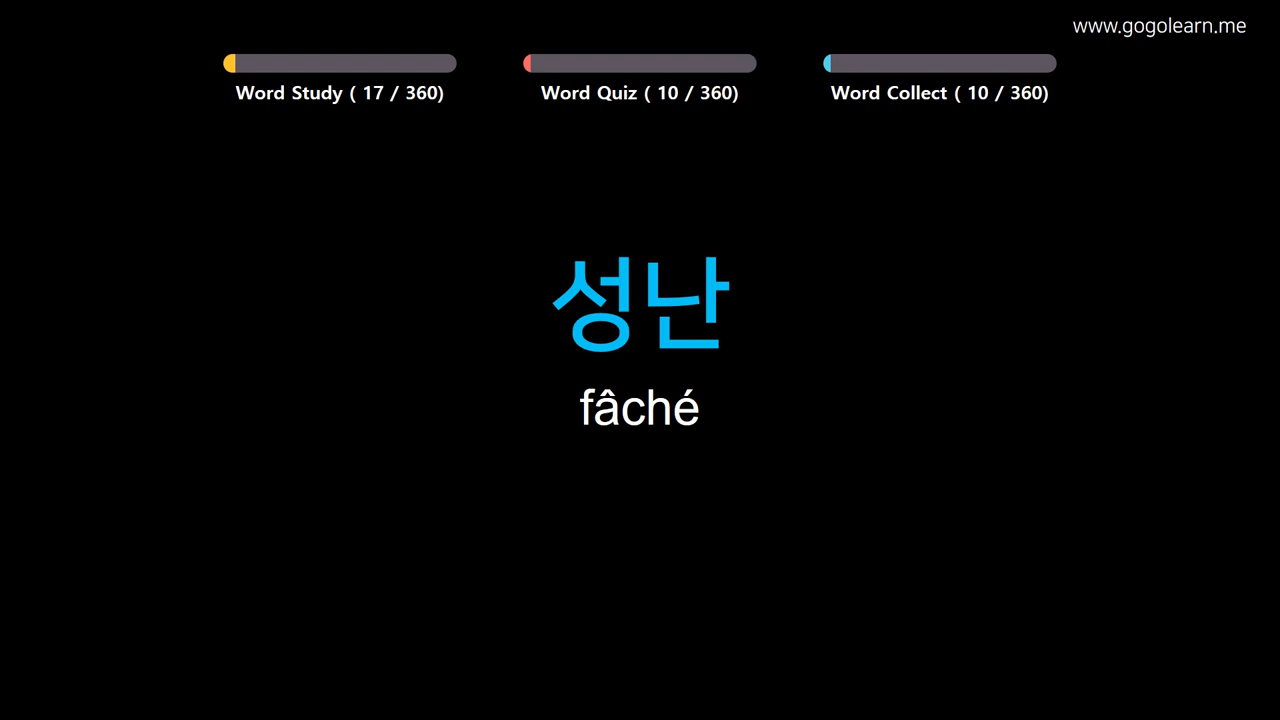 www.gogolearn.me
Word Study ( 17 / 360)
Word Quiz ( 10 / 360)
Word Collect ( 10 / 360)
성난
fâché